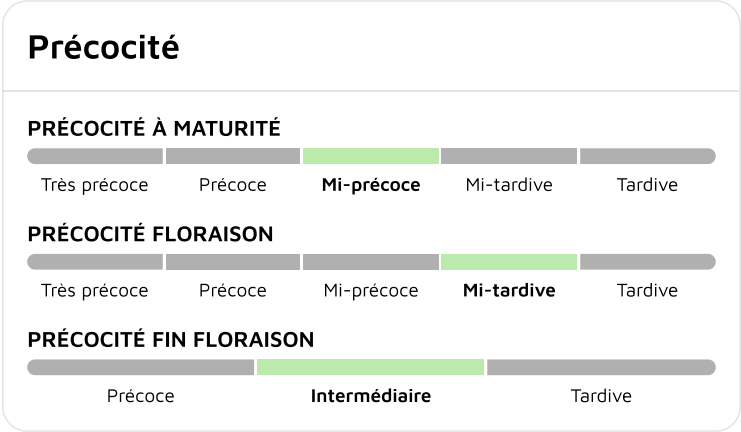 Précocité
PRÉCOCITÉ À MATURITÉ
Très précoce Précoce Mi-précoce Mi-tardive Tardive
PRÉCOCITÉ FLORAISON
Très précoce Précoce Mi-précoce Mi-tardive Tardive
PRÉCOCITÉ FIN FLORAISON
Précoce Intermédiaire Tardive